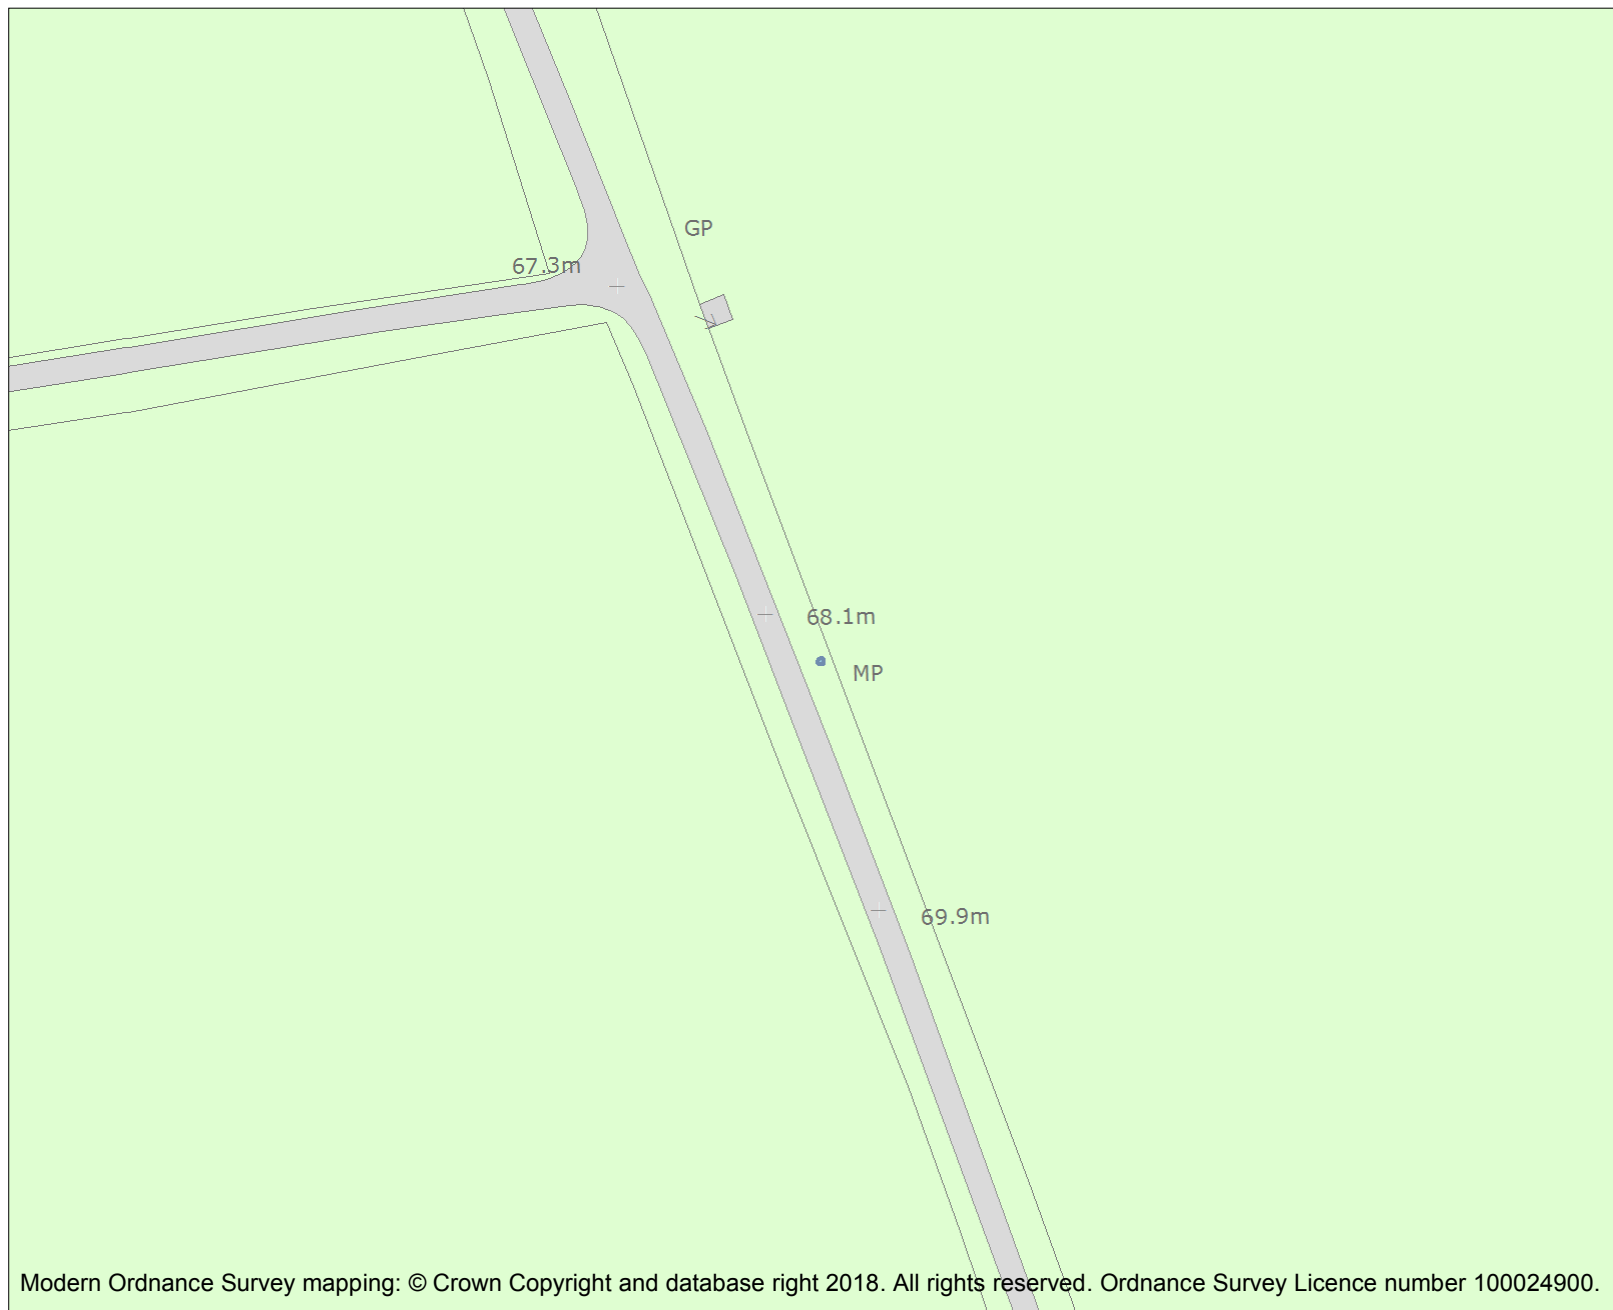 GP
67.3m
68.1m
MP
69.9m
Modern Ordnance Survey mapping: © Crown Copyright and database right 2018. All rights reserved. Ordnance Survey Licence number 100024900.